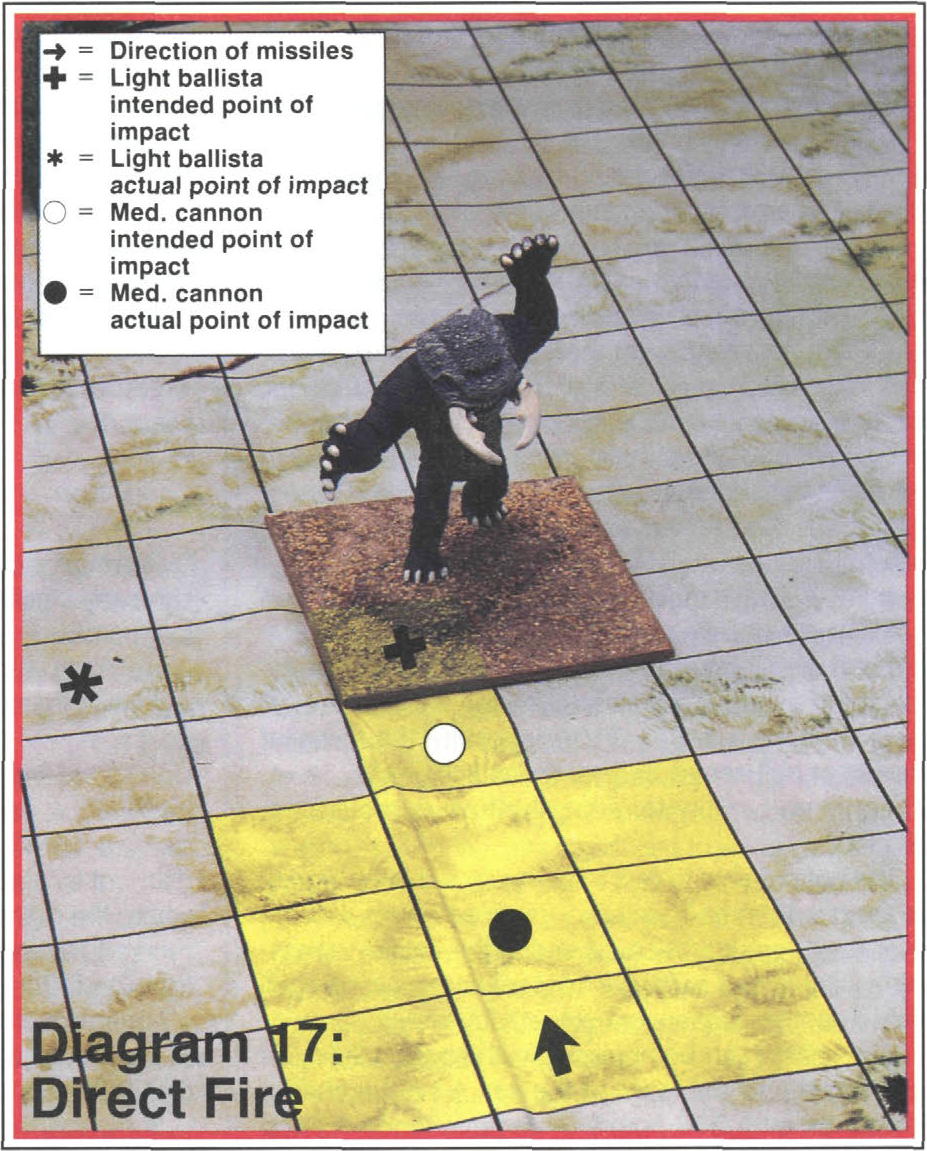 → = Direction of missiles
✚ = Light ballista
intended point of
impact
* = Light ballista
actual point of impact
○ = Med. cannon
intended point of
impact
● = Med. cannon
actual point of impact
Diagram 17:
Direct Fire